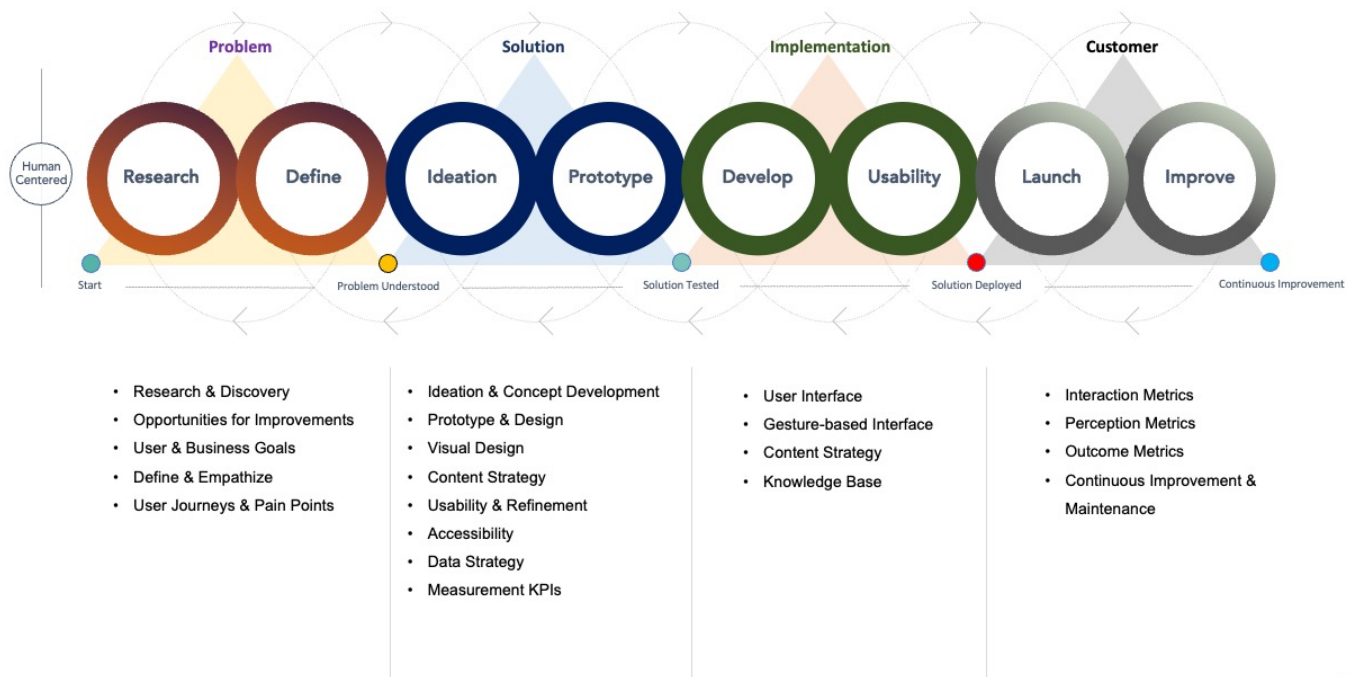 Problem
Solution
Implementation
Customer
Human
Centered
Research
Define
Ideation
Prototype
Develop
Usability
Launch
Improve
Start
Problem Understood
Solution Tested
Solution Deployed
Continuous Improvement
• Research & Discovery
• Opportunities for Improvements
• User & Business Goals
• Define & Empathize
• User Journeys & Pain Points
• Ideation & Concept Development
• Prototype & Design
• Visual Design
• Content Strategy
• Usability & Refinement
• Accessibility
• Data Strategy
• Measurement KPIs
• User Interface
• Gesture-based Interface
• Content Strategy
• Knowledge Base
• Interaction Metrics
• Perception Metrics
• Outcome Metrics
• Continuous Improvement &
Maintenance